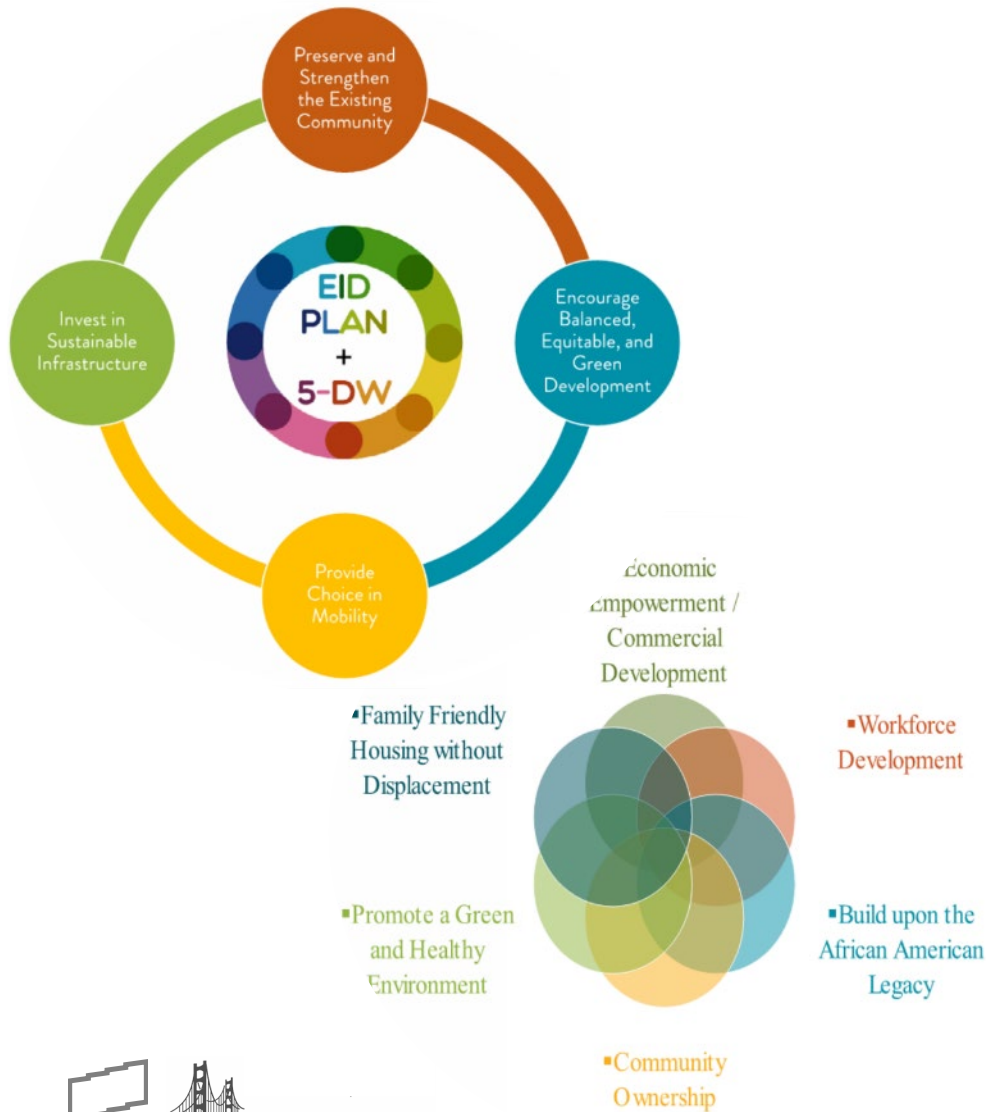 Preserve and
Strengthen
the Existing
Community
Invest in
Sustainable
Infrastructure
EID
PLAN
+
5-DW
Encourage
Balanced,
Equitable, and
Green
Development
Provide
Choice in
Mobility
Economic
Empowerment /
Commercial
Development
▪Family Friendly
Housing without
Displacement
▪Workforce
Development
▪Promote a Green
and Healthy
Environment
▪Build upon the
African American
Legacy
▪Community
Ownership